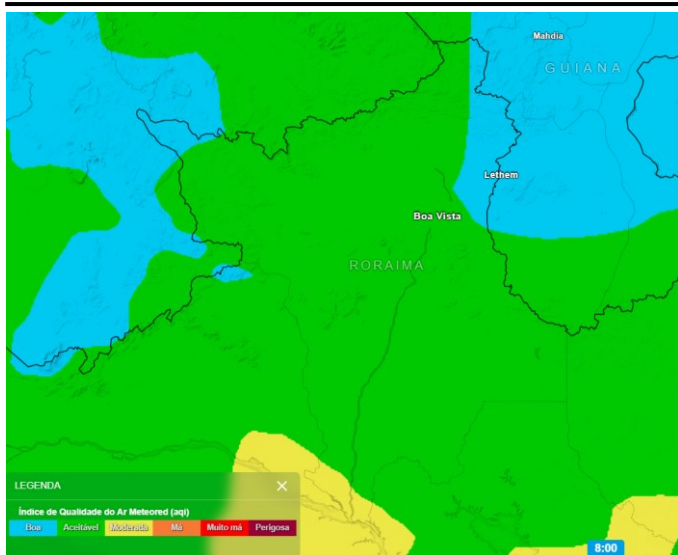 Mahdia
GUIANA
Lethem
Boa Vista
RORAIMA
LEGENDA
Índice de Qualidade do Ar Meteored (aqi)
Boa Aceitável Moderada Má Muito má Perigosa
8:00